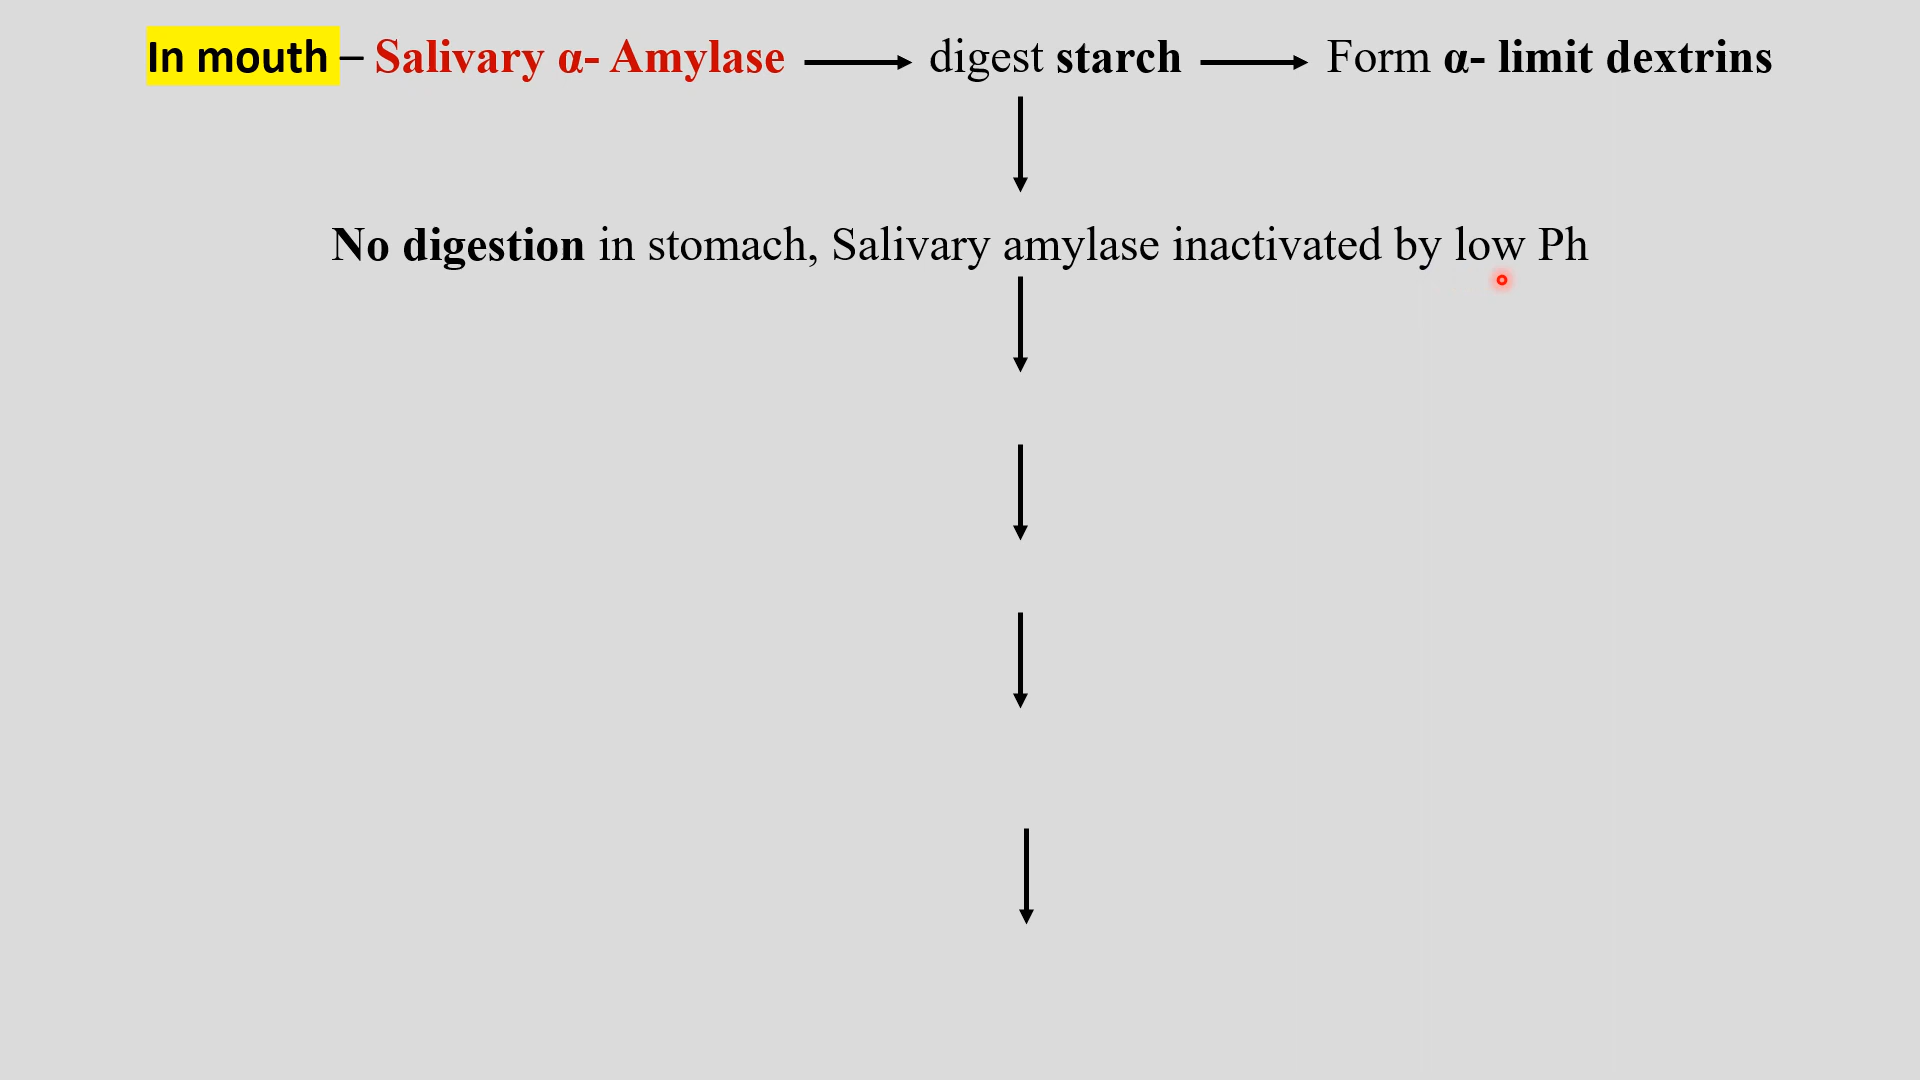 In mouth – Salivary α- Amylase digest starch Form α- limit dextrins
No digestion in stomach, Salivary amylase inactivated by low Ph